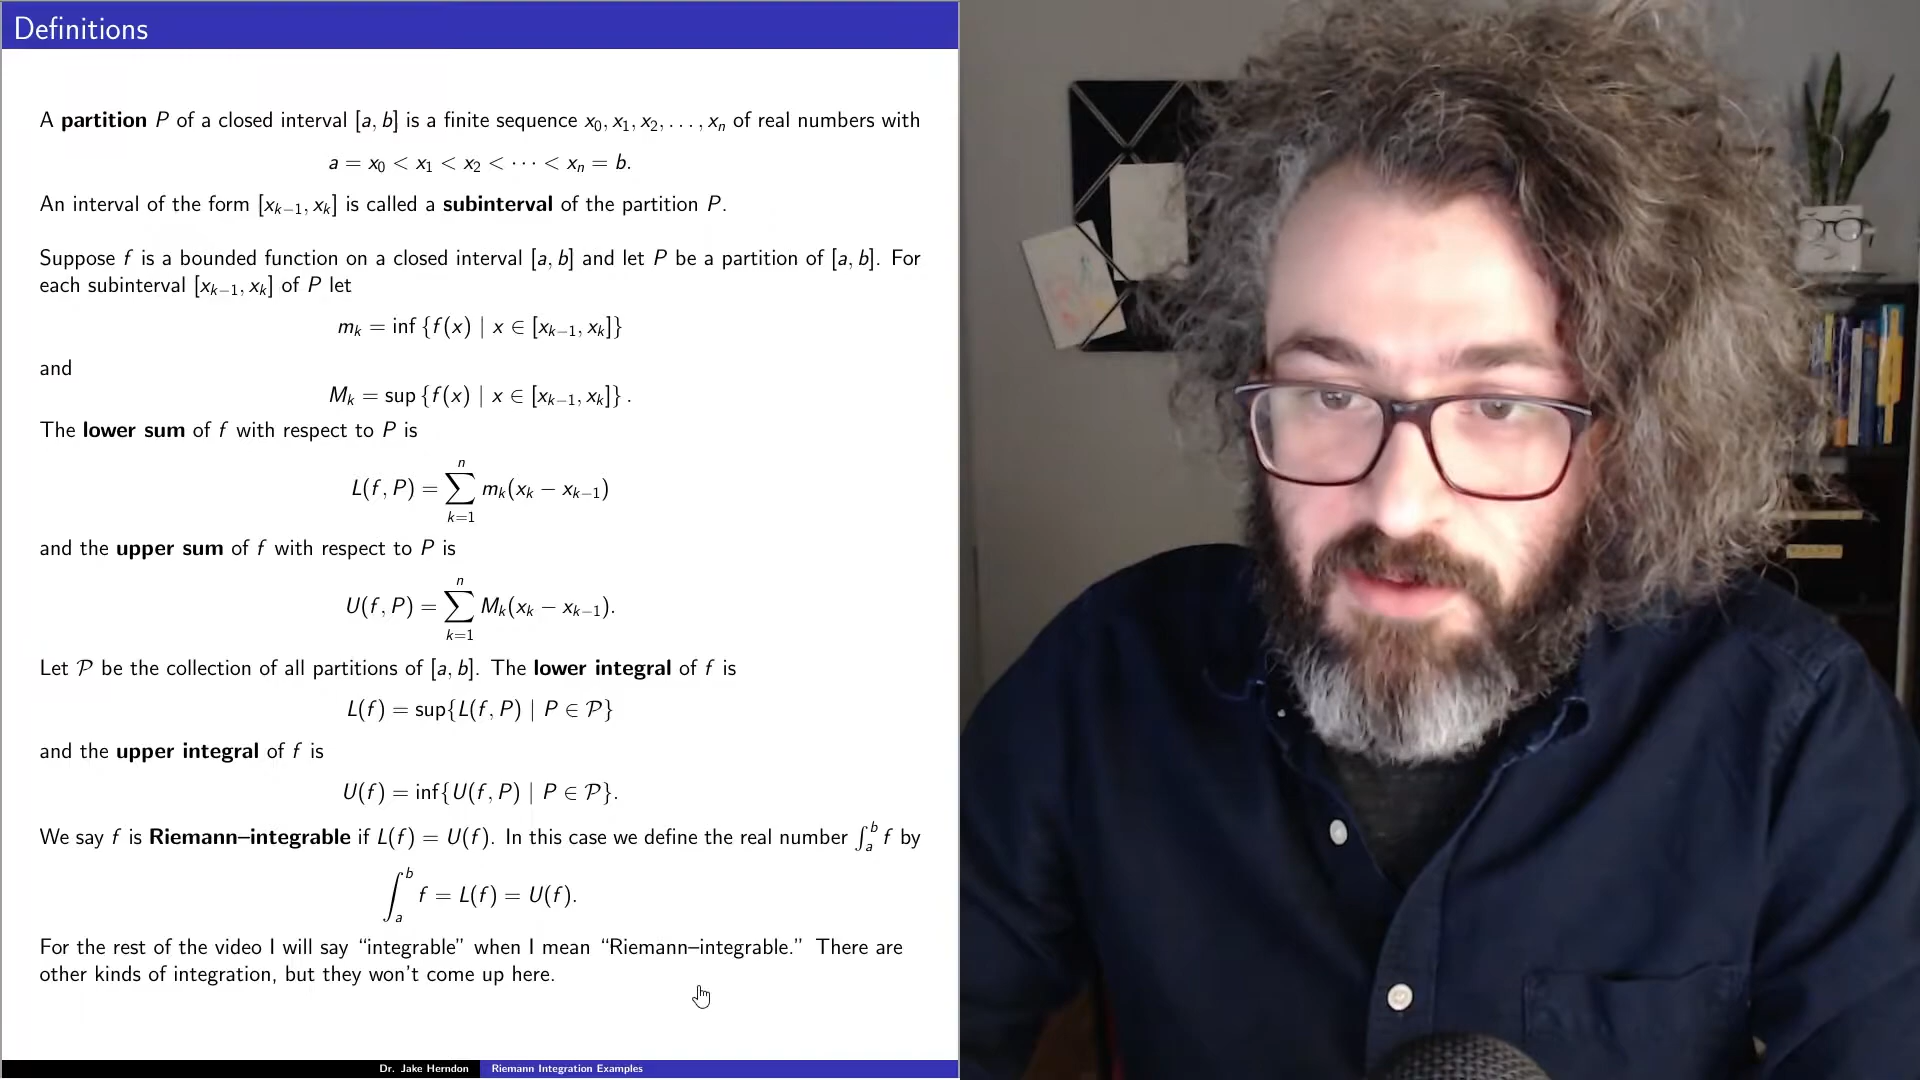 Definitions
A partition P of a closed interval [a, b] is a finite sequence x₀, x₁, x₂, . . . , xₙ of real numbers with
a = x₀ < x₁ < x₂ < ··· < xₙ = b.
An interval of the form [xₖ₋₁, xₖ] is called a subinterval of the partition P.
Suppose f is a bounded function on a closed interval [a, b] and let P be a partition of [a, b]. For
each subinterval [xₖ₋₁, xₖ] of P let
mₖ = inf {f(x) | x ∈ [xₖ₋₁, xₖ]}
and
Mₖ = sup {f(x) | x ∈ [xₖ₋₁, xₖ]} .
The lower sum of f with respect to P is
L(f, P) = ∑ₖ₌₁ⁿ mₖ(xₖ − xₖ₋₁)
and the upper sum of f with respect to P is
U(f, P) = ∑ₖ₌₁ⁿ Mₖ(xₖ − xₖ₋₁).
Let 𝒫 be the collection of all partitions of [a, b]. The lower integral of f is
L(f) = sup{L(f, P) | P ∈ 𝒫}
and the upper integral of f is
U(f) = inf{U(f, P) | P ∈ 𝒫}.
We say f is Riemann–integrable if L(f) = U(f). In this case we define the real number ∫ₐᵇ f by
∫ₐᵇ f = L(f) = U(f).
For the rest of the video I will say “integrable” when I mean “Riemann–integrable.” There are
other kinds of integration, but they won’t come up here.
Dr. Jake Herndon Riemann Integration Examples